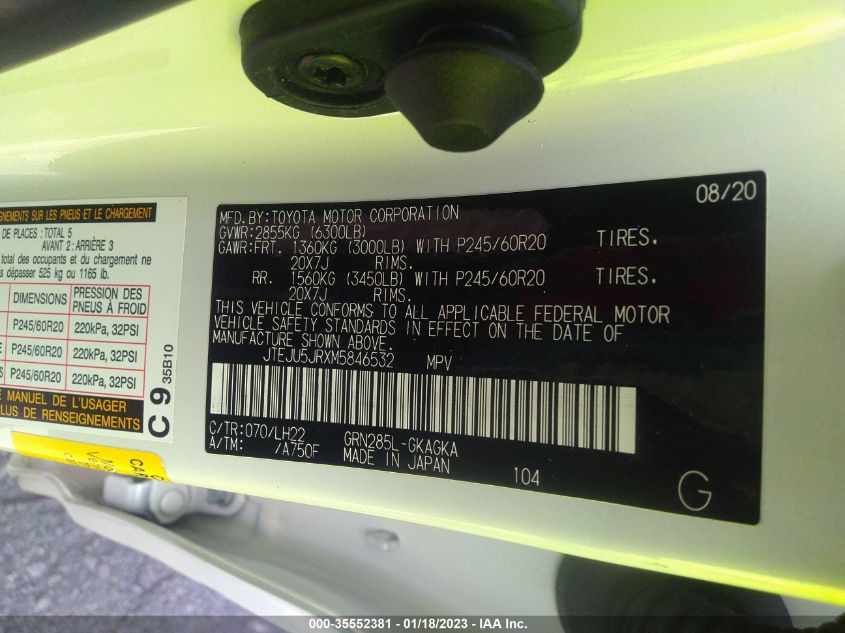 GNEMENTS SUR LES PNEUS ET LE CHARGEMENT
DE PLACES: TOTAL 5
AVANT 2: ARRIÈRE 3
total des occupants et du chargement ne
s dépasser 525 kg ou 1165 lb.
DIMENSIONS PRESSION DES PNEUS À FROID
P245/60R20 220kPa, 32PSI
P245/60R20 220kPa, 32PSI
P245/60R20 220kPa, 32PSI
E MANUEL DE L'USAGER
PLUS DE RENSEIGNEMENTS
C 9 35B10
08/20
MFD.BY:TOYOTA MOTOR CORPORATION
GVWR:2855KG (6300LB)
GAWR:FRT. 1360KG (3000LB) WITH P245/60R20 TIRES.
20X7J RIMS.
RR. 1560KG (3450LB) WITH P245/60R20 TIRES.
20X7J RIMS.
THIS VEHICLE CONFORMS TO ALL APPLICABLE FEDERAL MOTOR
VEHICLE SAFETY STANDARDS IN EFFECT ON THE DATE OF
MANUFACTURE SHOWN ABOVE.
JTEJU5JRXM5846532 MPV
C/TR:070/LH22 GRN285L-GKAGKA
A/TM: /A750F MADE IN JAPAN
104
G
000-35552381 - 01/18/2023 - IAA Inc.